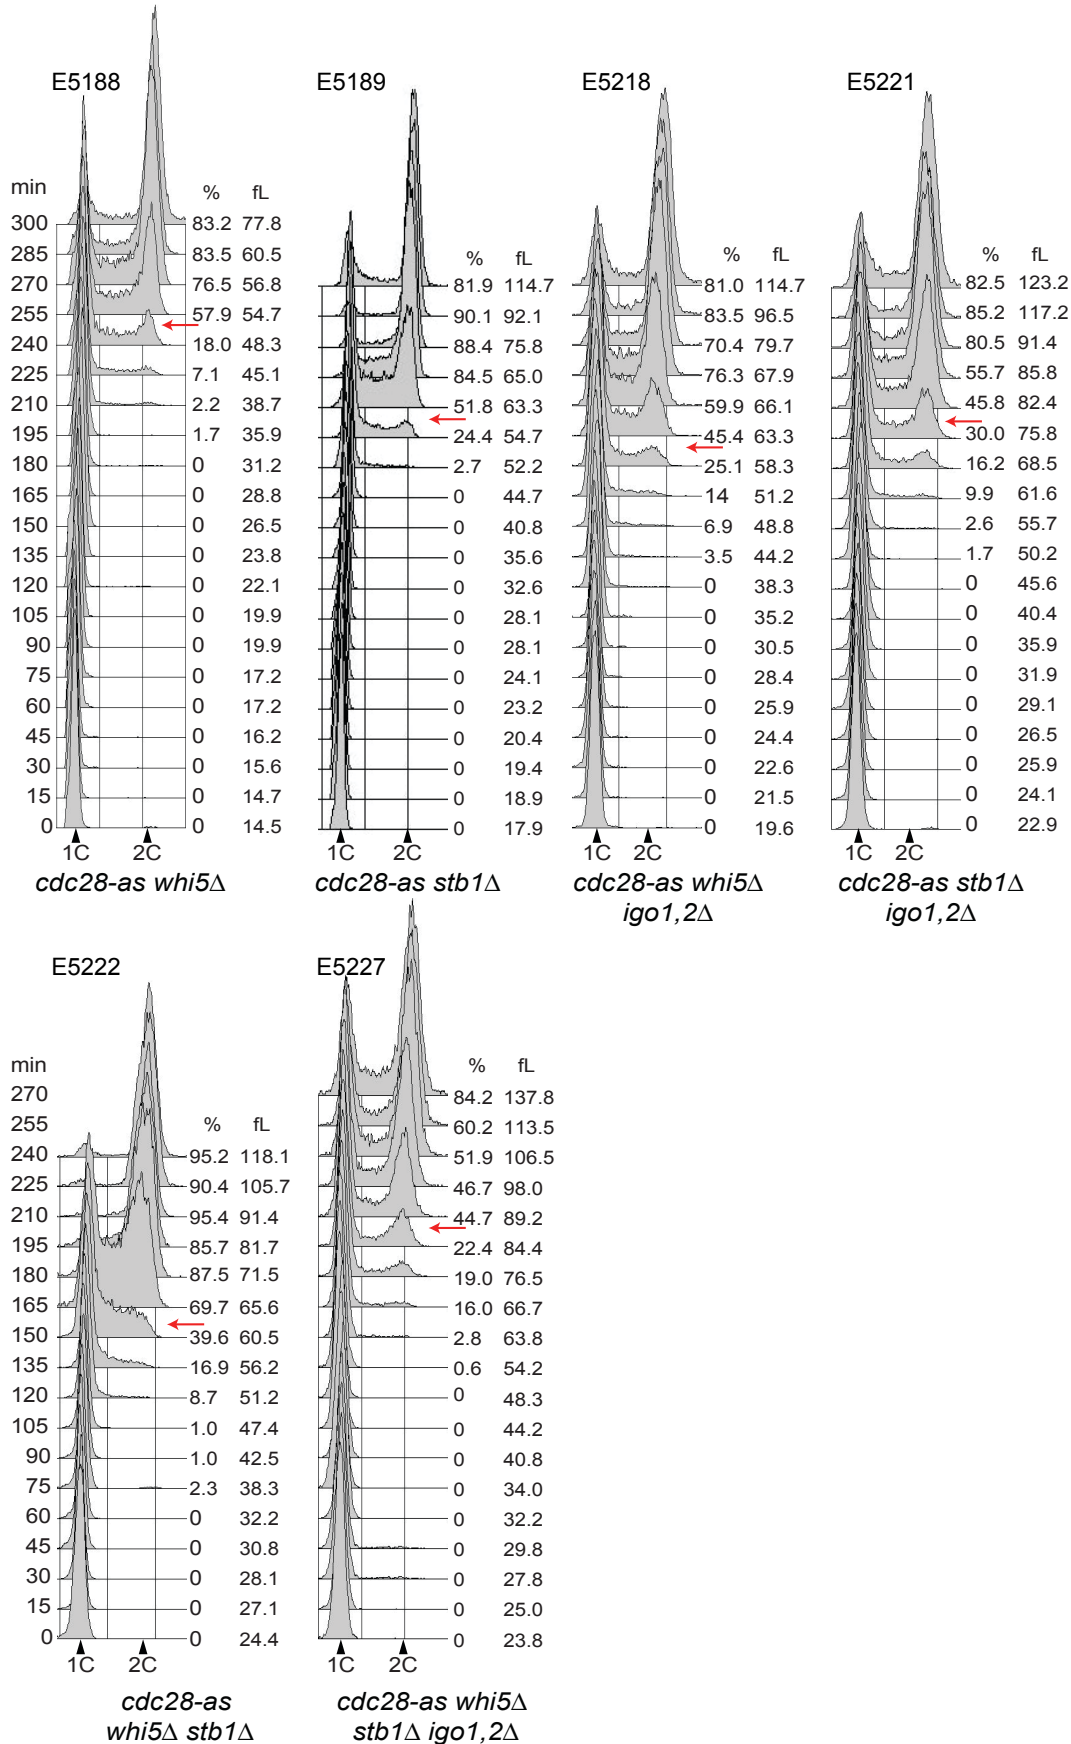 E5188
E5189
E5218
E5221
min
% fL
300 83.2 77.8
285 83.5 60.5
270 76.5 56.8
255 57.9 54.7
240 18.0 48.3
225 7.1 45.1
210 2.2 38.7
195 1.7 35.9
180 0 31.2
165 0 28.8
150 0 26.5
135 0 23.8
120 0 22.1
105 0 19.9
90 0 19.9
75 0 17.2
60 0 17.2
45 0 16.2
30 0 15.6
15 0 14.7
0 0 14.5
1C 2C
cdc28-as whi5Δ
% fL
81.9 114.7
90.1 92.1
88.4 75.8
84.5 65.0
51.8 63.3
24.4 54.7
2.7 52.2
0 44.7
0 40.8
0 35.6
0 32.6
0 28.1
0 28.1
0 24.1
0 23.2
0 20.4
0 19.4
0 18.9
0 17.9
1C 2C
cdc28-as stb1Δ
% fL
81.0 114.7
83.5 96.5
70.4 79.7
76.3 67.9
59.9 66.1
45.4 63.3
25.1 58.3
14 51.2
6.9 48.8
3.5 44.2
0 38.3
0 35.2
0 30.5
0 28.4
0 25.9
0 24.4
0 22.6
0 21.5
0 19.6
1C 2C
cdc28-as whi5Δ
igo1,2Δ
% fL
82.5 123.2
85.2 117.2
80.5 91.4
55.7 85.8
45.8 82.4
30.0 75.8
16.2 68.5
9.9 61.6
2.6 55.7
1.7 50.2
0 45.6
0 40.4
0 35.9
0 31.9
0 29.1
0 26.5
0 25.9
0 24.1
0 22.9
1C 2C
cdc28-as stb1Δ
igo1,2Δ
E5222
E5227
min
270
255
% fL
240 95.2 118.1
225 90.4 105.7
210 95.4 91.4
195 85.7 81.7
180 87.5 71.5
165 69.7 65.6
150 39.6 60.5
135 16.9 56.2
120 8.7 51.2
105 1.0 47.4
90 1.0 42.5
75 2.3 38.3
60 0 32.2
45 0 30.8
30 0 28.1
15 0 27.1
0 0 24.4
1C 2C
cdc28-as
whi5Δ stb1Δ
% fL
84.2 137.8
60.2 113.5
51.9 106.5
46.7 98.0
44.7 89.2
22.4 84.4
19.0 76.5
16.0 66.7
2.8 63.8
0.6 54.2
0 48.3
0 44.2
0 40.8
0 34.0
0 32.2
0 29.8
0 27.8
0 25.0
0 23.8
1C 2C
cdc28-as whi5Δ
stb1Δ igo1,2Δ